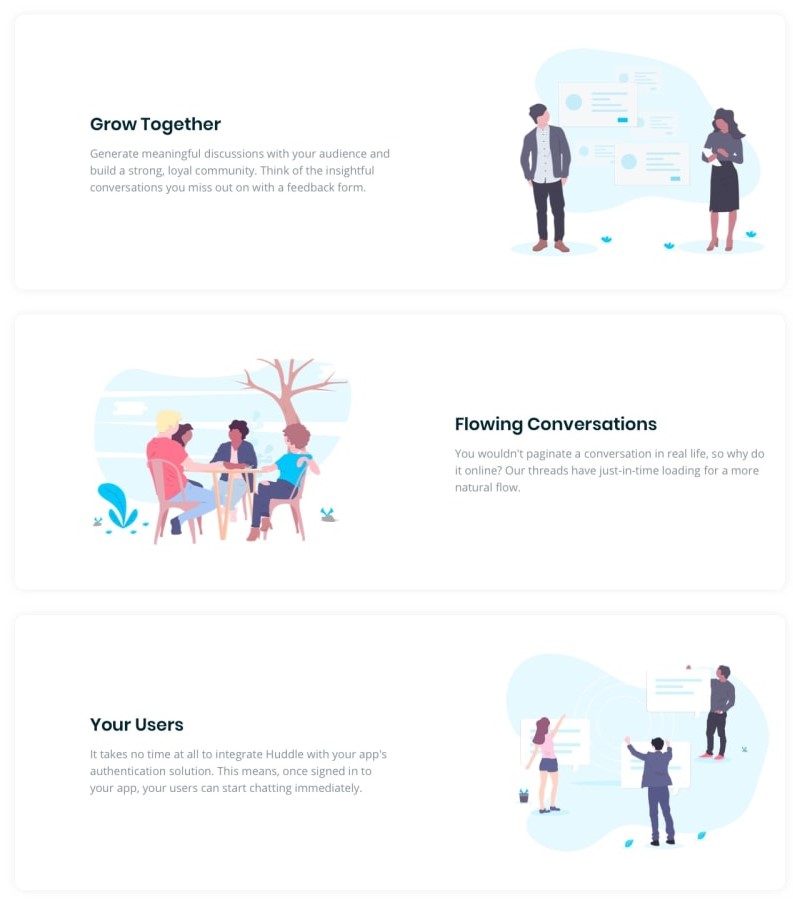 Grow Together
Generate meaningful discussions with your audience and
build a strong, loyal community. Think of the insightful
conversations you miss out on with a feedback form.
Flowing Conversations
You wouldn't paginate a conversation in real life, so why do
it online? Our threads have just-in-time loading for a more
natural flow.
Your Users
It takes no time at all to integrate Huddle with your app's
authentication solution. This means, once signed in to
your app, your users can start chatting immediately.